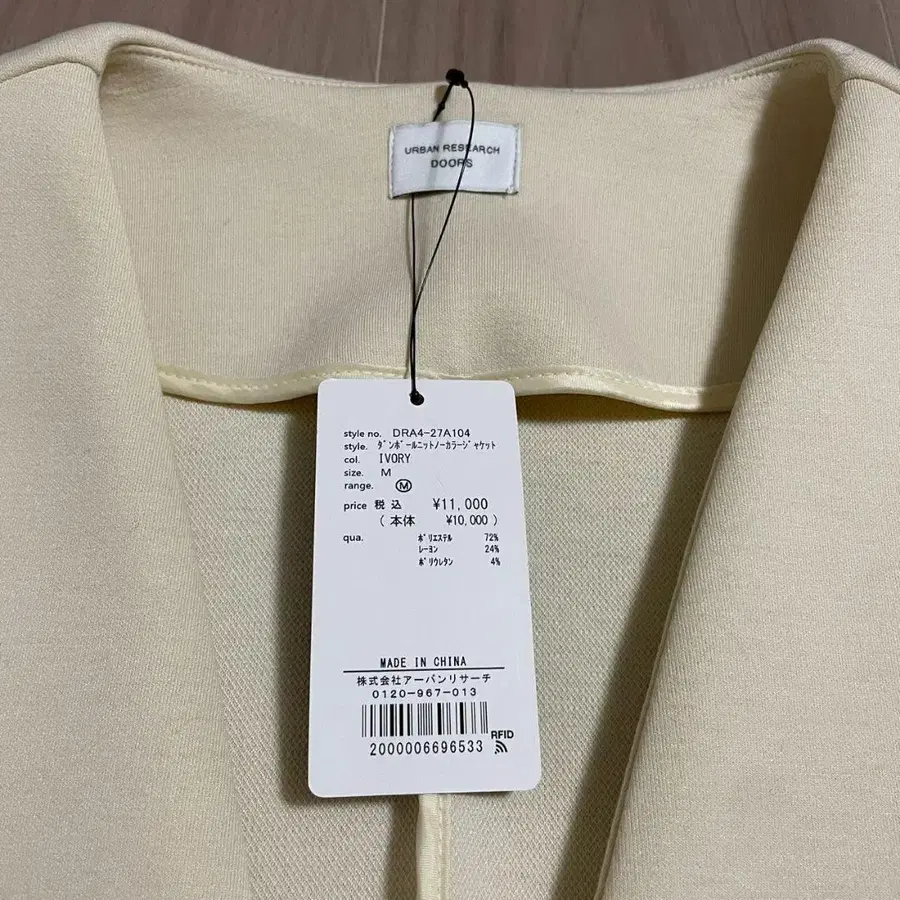 URBAN RESEARCH
DOORS
style no. DRA4-27A104
style. ﾀﾞﾝﾎﾞｰﾙﾆｯﾄﾉｰｶﾗｰｼﾞｬｹｯﾄ
col. IVORY
size. M
range. Ⓜ
price 税込 ¥11,000
(本体 ¥10,000)
qua. ﾎﾟﾘｴｽﾃﾙ 72%
ﾚｰﾖﾝ 24%
ﾎﾟﾘｳﾚﾀﾝ 4%
MADE IN CHINA
株式会社アーバンリサーチ
0120-967-013
RFID
2000006696533